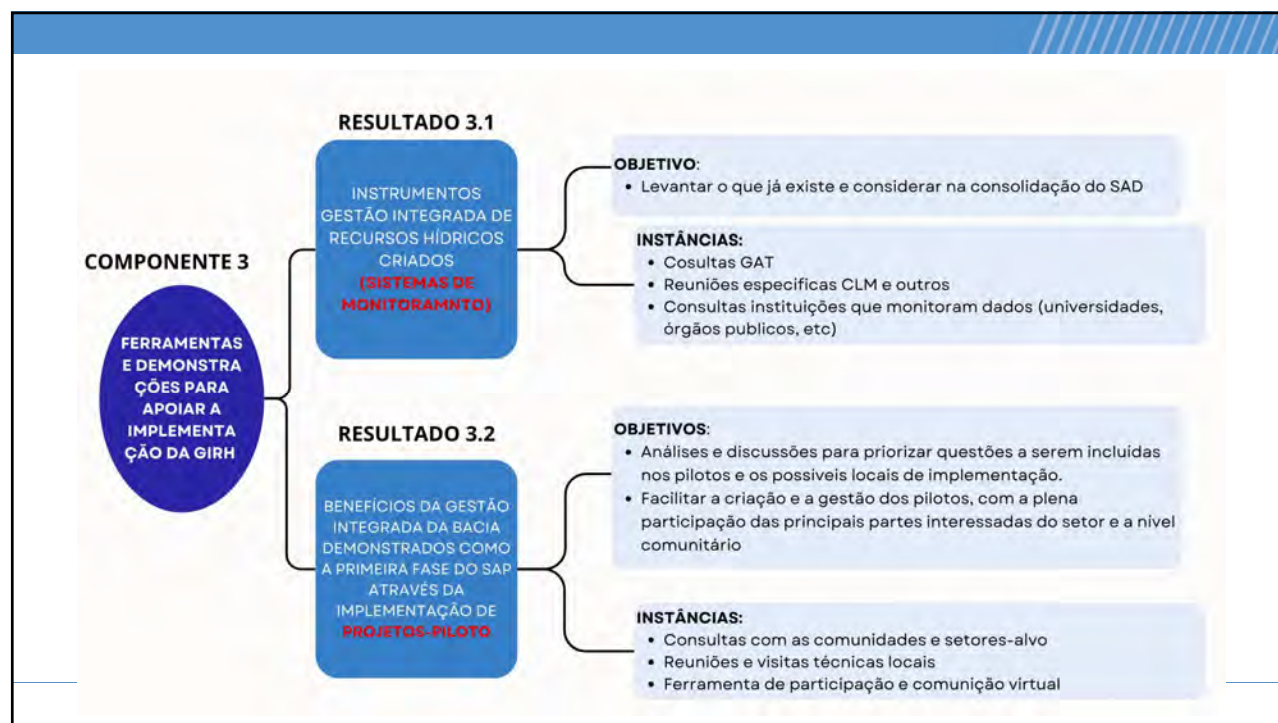 COMPONENTE 3
FERRAMENTAS
E DEMONSTRA
ÇÕES PARA
APOIAR A
IMPLEMENTA
ÇÃO DA GIRH
RESULTADO 3.1
INSTRUMENTOS
GESTÃO INTEGRADA DE
RECURSOS HÍDRICOS
CRIADOS
(SISTEMAS DE
MONITORAMNTO)
OBJETIVO:
• Levantar o que já existe e considerar na consolidação do SAD
INSTÂNCIAS:
• Cosultas GAT
• Reuniões especificas CLM e outros
• Consultas instituições que monitoram dados (universidades,
órgãos publicos, etc)
RESULTADO 3.2
BENEFÍCIOS DA GESTÃO
INTEGRADA DA BACIA
DEMONSTRADOS COMO
A PRIMEIRA FASE DO SAP
ATRAVÉS DA
IMPLEMENTAÇÃO DE
PROJETOS-PILOTO
OBJETIVOS:
• Análises e discussões para priorizar questões a serem incluídas
nos pilotos e os possiveis locais de implementação.
• Facilitar a criação e a gestão dos pilotos, com a plena
participação das principais partes interessadas do setor e a nivel
comunitário
INSTÂNCIAS:
• Consultas com as comunidades e setores-alvo
• Reuniões e visitas técnicas locais
• Ferramenta de participação e comunição virtual